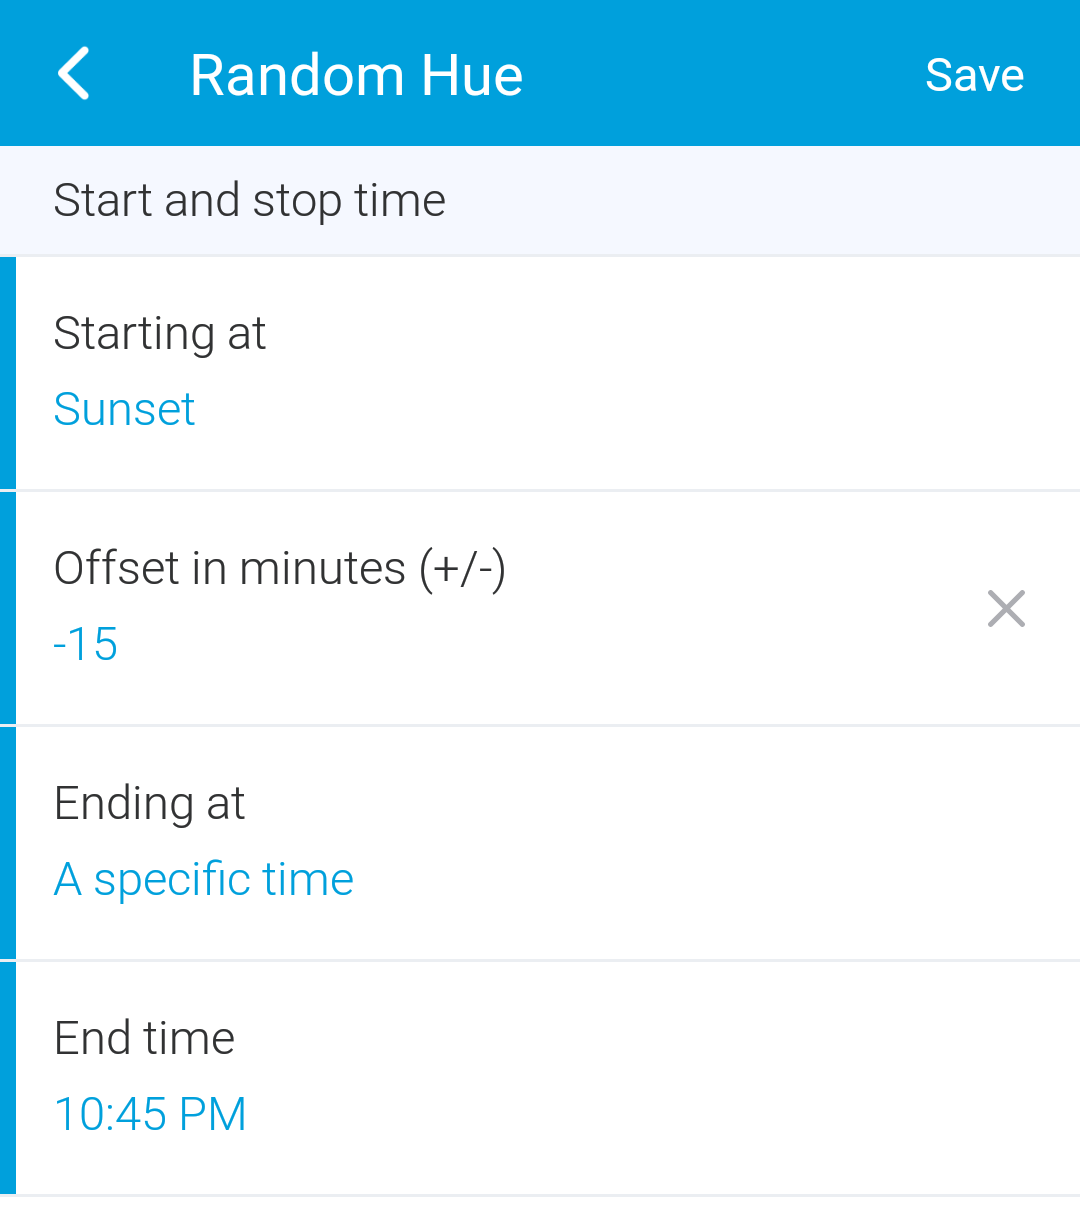 Random Hue
Save
Start and stop time
Starting at
Sunset
Offset in minutes (+/-)
-15
Ending at
A specific time
End time
10:45 PM